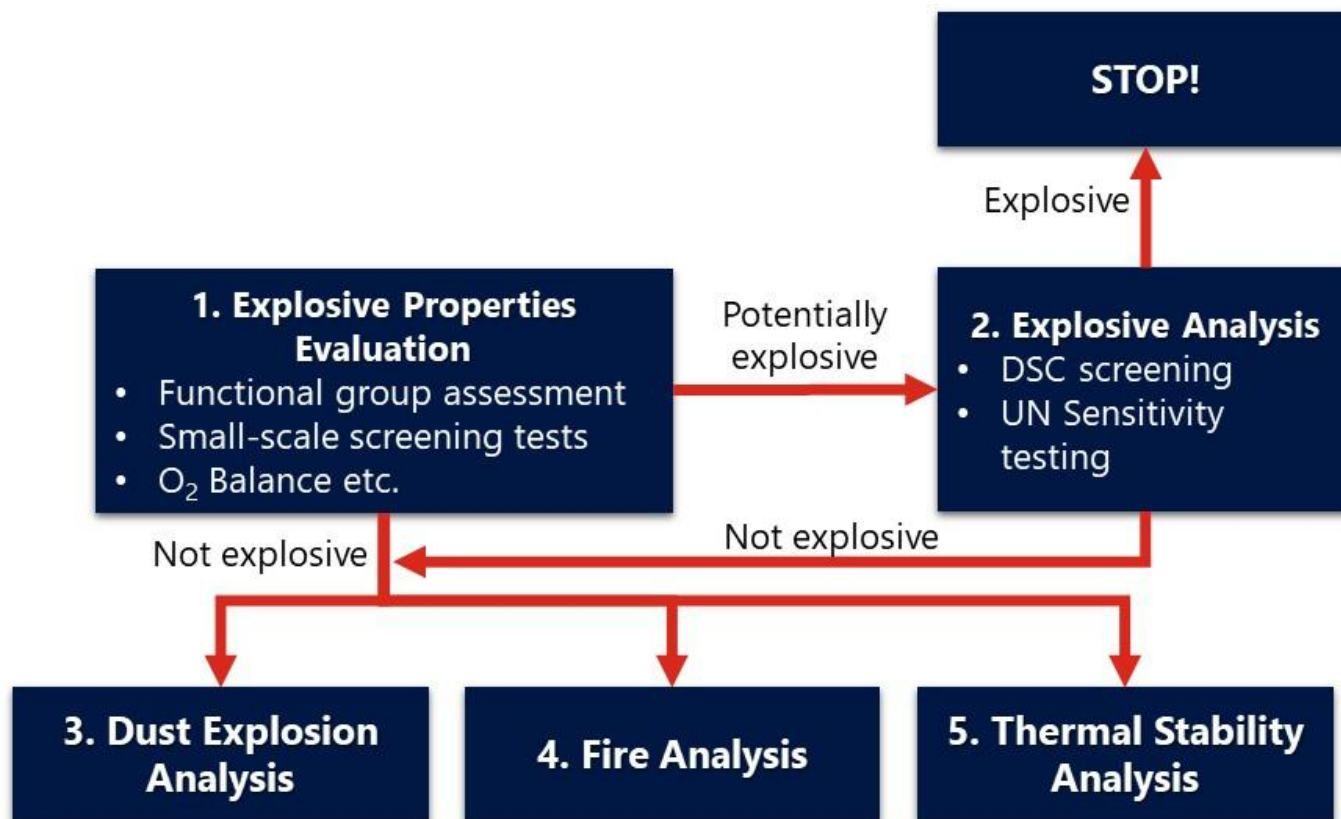 STOP!
Explosive
1. Explosive Properties
Evaluation
• Functional group assessment
• Small-scale screening tests
• O₂ Balance etc.
Potentially
explosive
2. Explosive Analysis
• DSC screening
• UN Sensitivity
testing
Not explosive
Not explosive
3. Dust Explosion
Analysis
4. Fire Analysis
5. Thermal Stability
Analysis